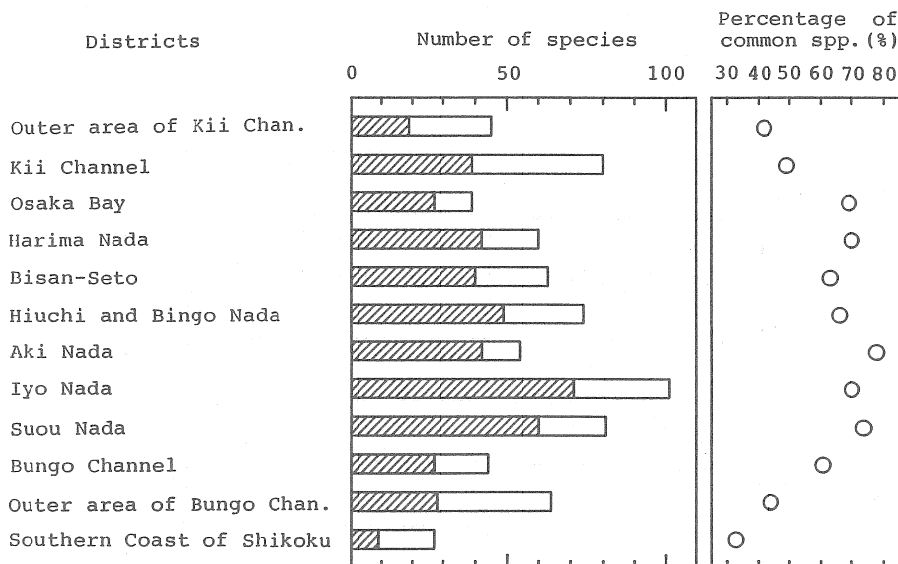 Districts
Number of species
Percentage of
common spp.(%)
0 50 100
30 40 50 60 70 80
Outer area of Kii Chan.
Kii Channel
Osaka Bay
Harima Nada
Bisan-Seto
Hiuchi and Bingo Nada
Aki Nada
Iyo Nada
Suou Nada
Bungo Channel
Outer area of Bungo Chan.
Southern Coast of Shikoku